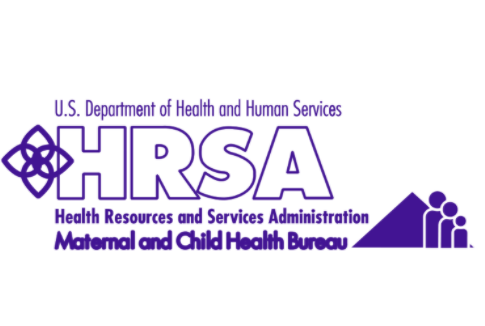 U.S. Department of Health and Human Services
HRSA
Health Resources and Services Administration
Maternal and Child Health Bureau